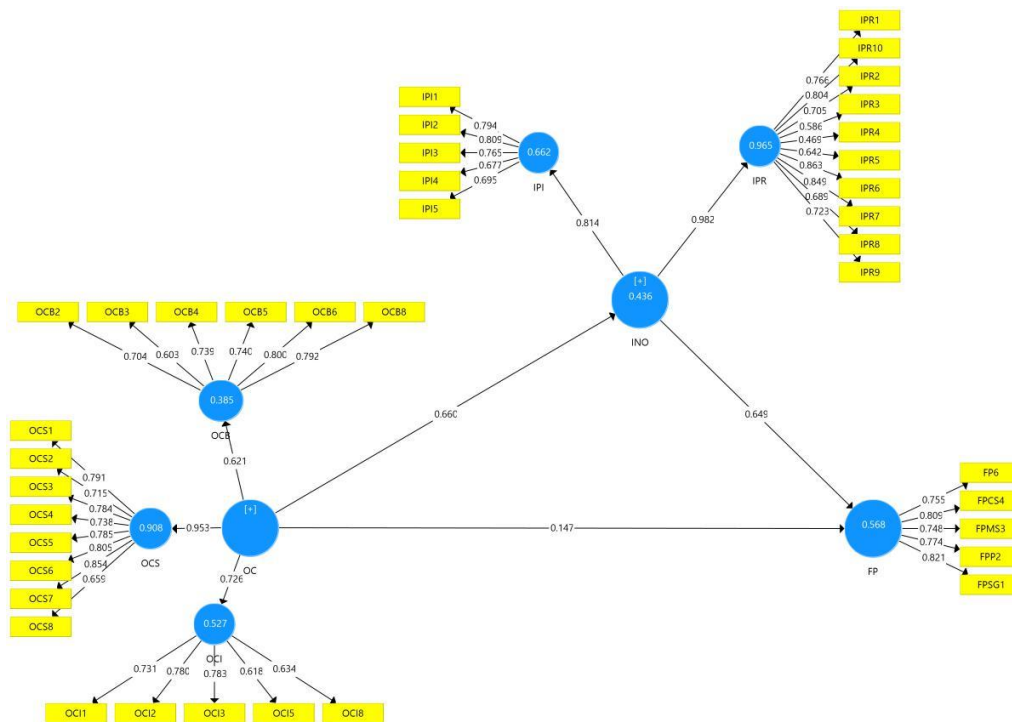 IPR1
IPR10
IPR2
IPR3
IPR4
IPR5
IPR6
IPR7
IPR8
IPR9
0.766
0.804
0.705
0.586
0.469
0.642
0.863
0.849
0.689
0.723
0.965
IPR
IPI1
IPI2
IPI3
IPI4
IPI5
0.794
0.809
0.765
0.677
0.695
0.662
IPI
0.814
0.982
[+]
0.436
INO
OCB2
OCB3
OCB4
OCB5
OCB6
OCB8
0.704
0.603
0.739
0.740
0.800
0.792
0.385
OCB
0.660
0.649
0.621
OCS1
OCS2
OCS3
OCS4
OCS5
OCS6
OCS7
OCS8
0.791
0.715
0.784
0.738
0.785
0.805
0.854
0.659
0.908
OCS
0.953
[+]
OC
0.147
0.568
FP
FP6
FPCS4
FPMS3
FPP2
FPSG1
0.755
0.809
0.748
0.774
0.821
0.726
0.527
OCI
0.731
0.780
0.783
0.618
0.634
OCI1
OCI2
OCI3
OCI5
OCI8